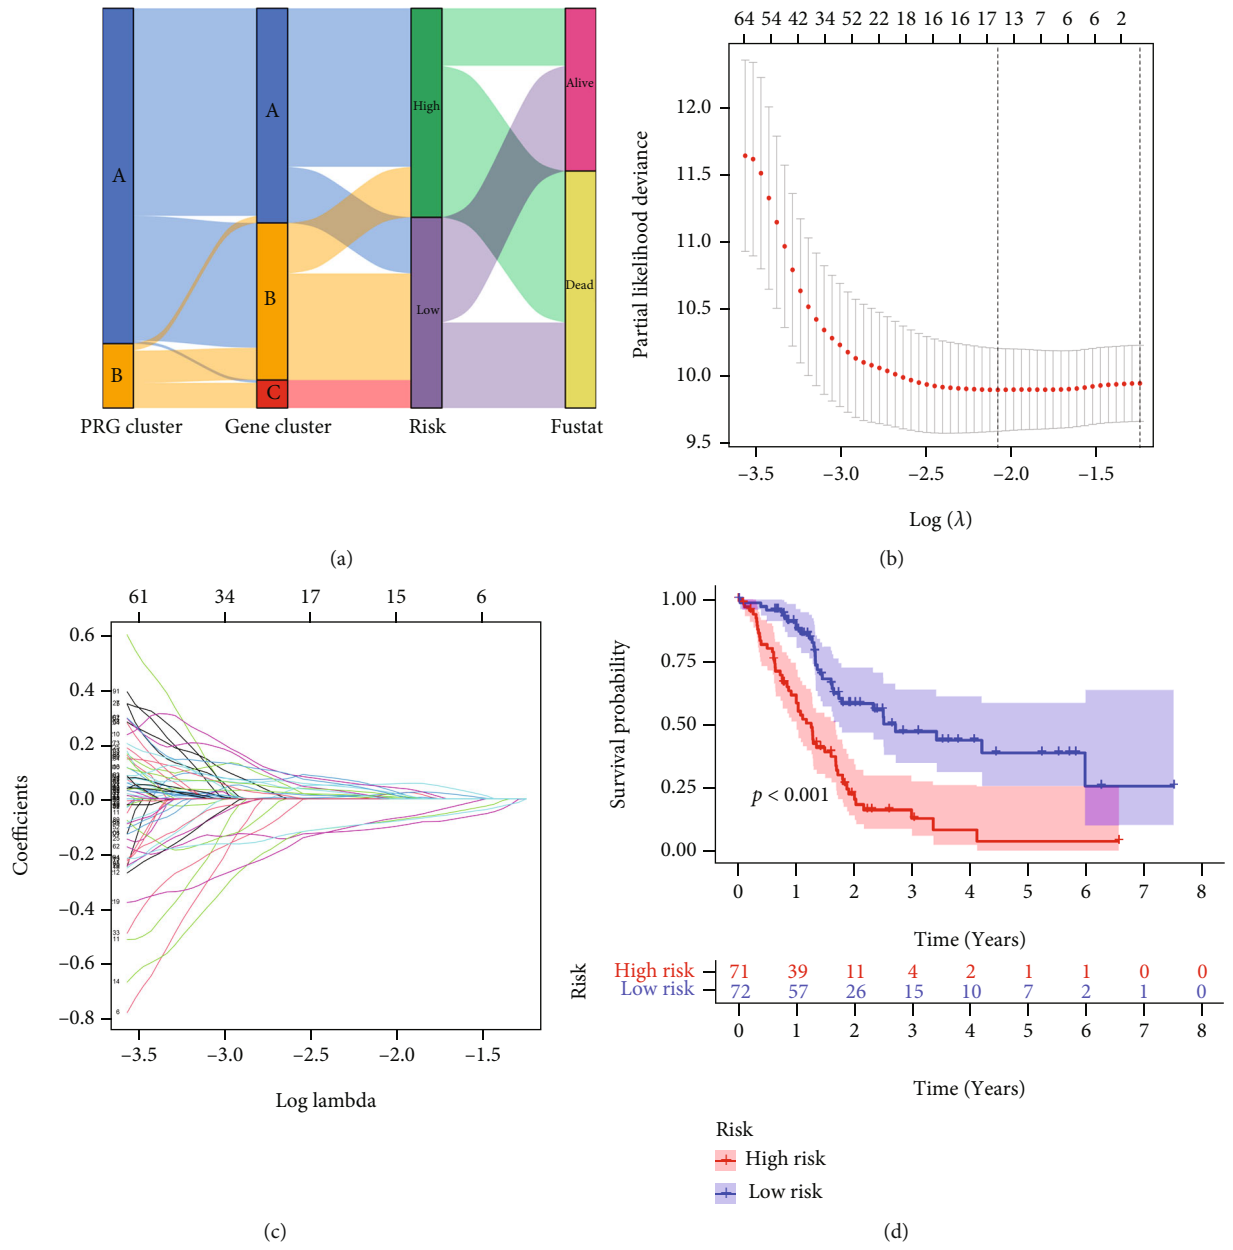 A
B
A
B
C
High
Low
Alive
Dead
PRG cluster Gene cluster Risk Fustat
(a)
64 54 42 34 52 22 18 16 16 17 13 7 6 6 2
Partial likelihood deviance
12.0
11.5
11.0
10.5
10.0
9.5
−3.5 −3.0 −2.5 −2.0 −1.5
Log (λ)
(b)
61 34 17 15 6
Coefficients
0.6
0.4
0.2
0.0
−0.2
−0.4
−0.6
−0.8
−3.5 −3.0 −2.5 −2.0 −1.5
Log lambda
(c)
Survival probability
1.00
0.75
0.50
0.25
0.00
p < 0.001
0 1 2 3 4 5 6 7 8
Time (Years)
Risk
High risk 71 39 11 4 2 1 1 0 0
Low risk 72 57 26 15 10 7 2 1 0
0 1 2 3 4 5 6 7 8
Time (Years)
Risk
High risk
Low risk
(d)